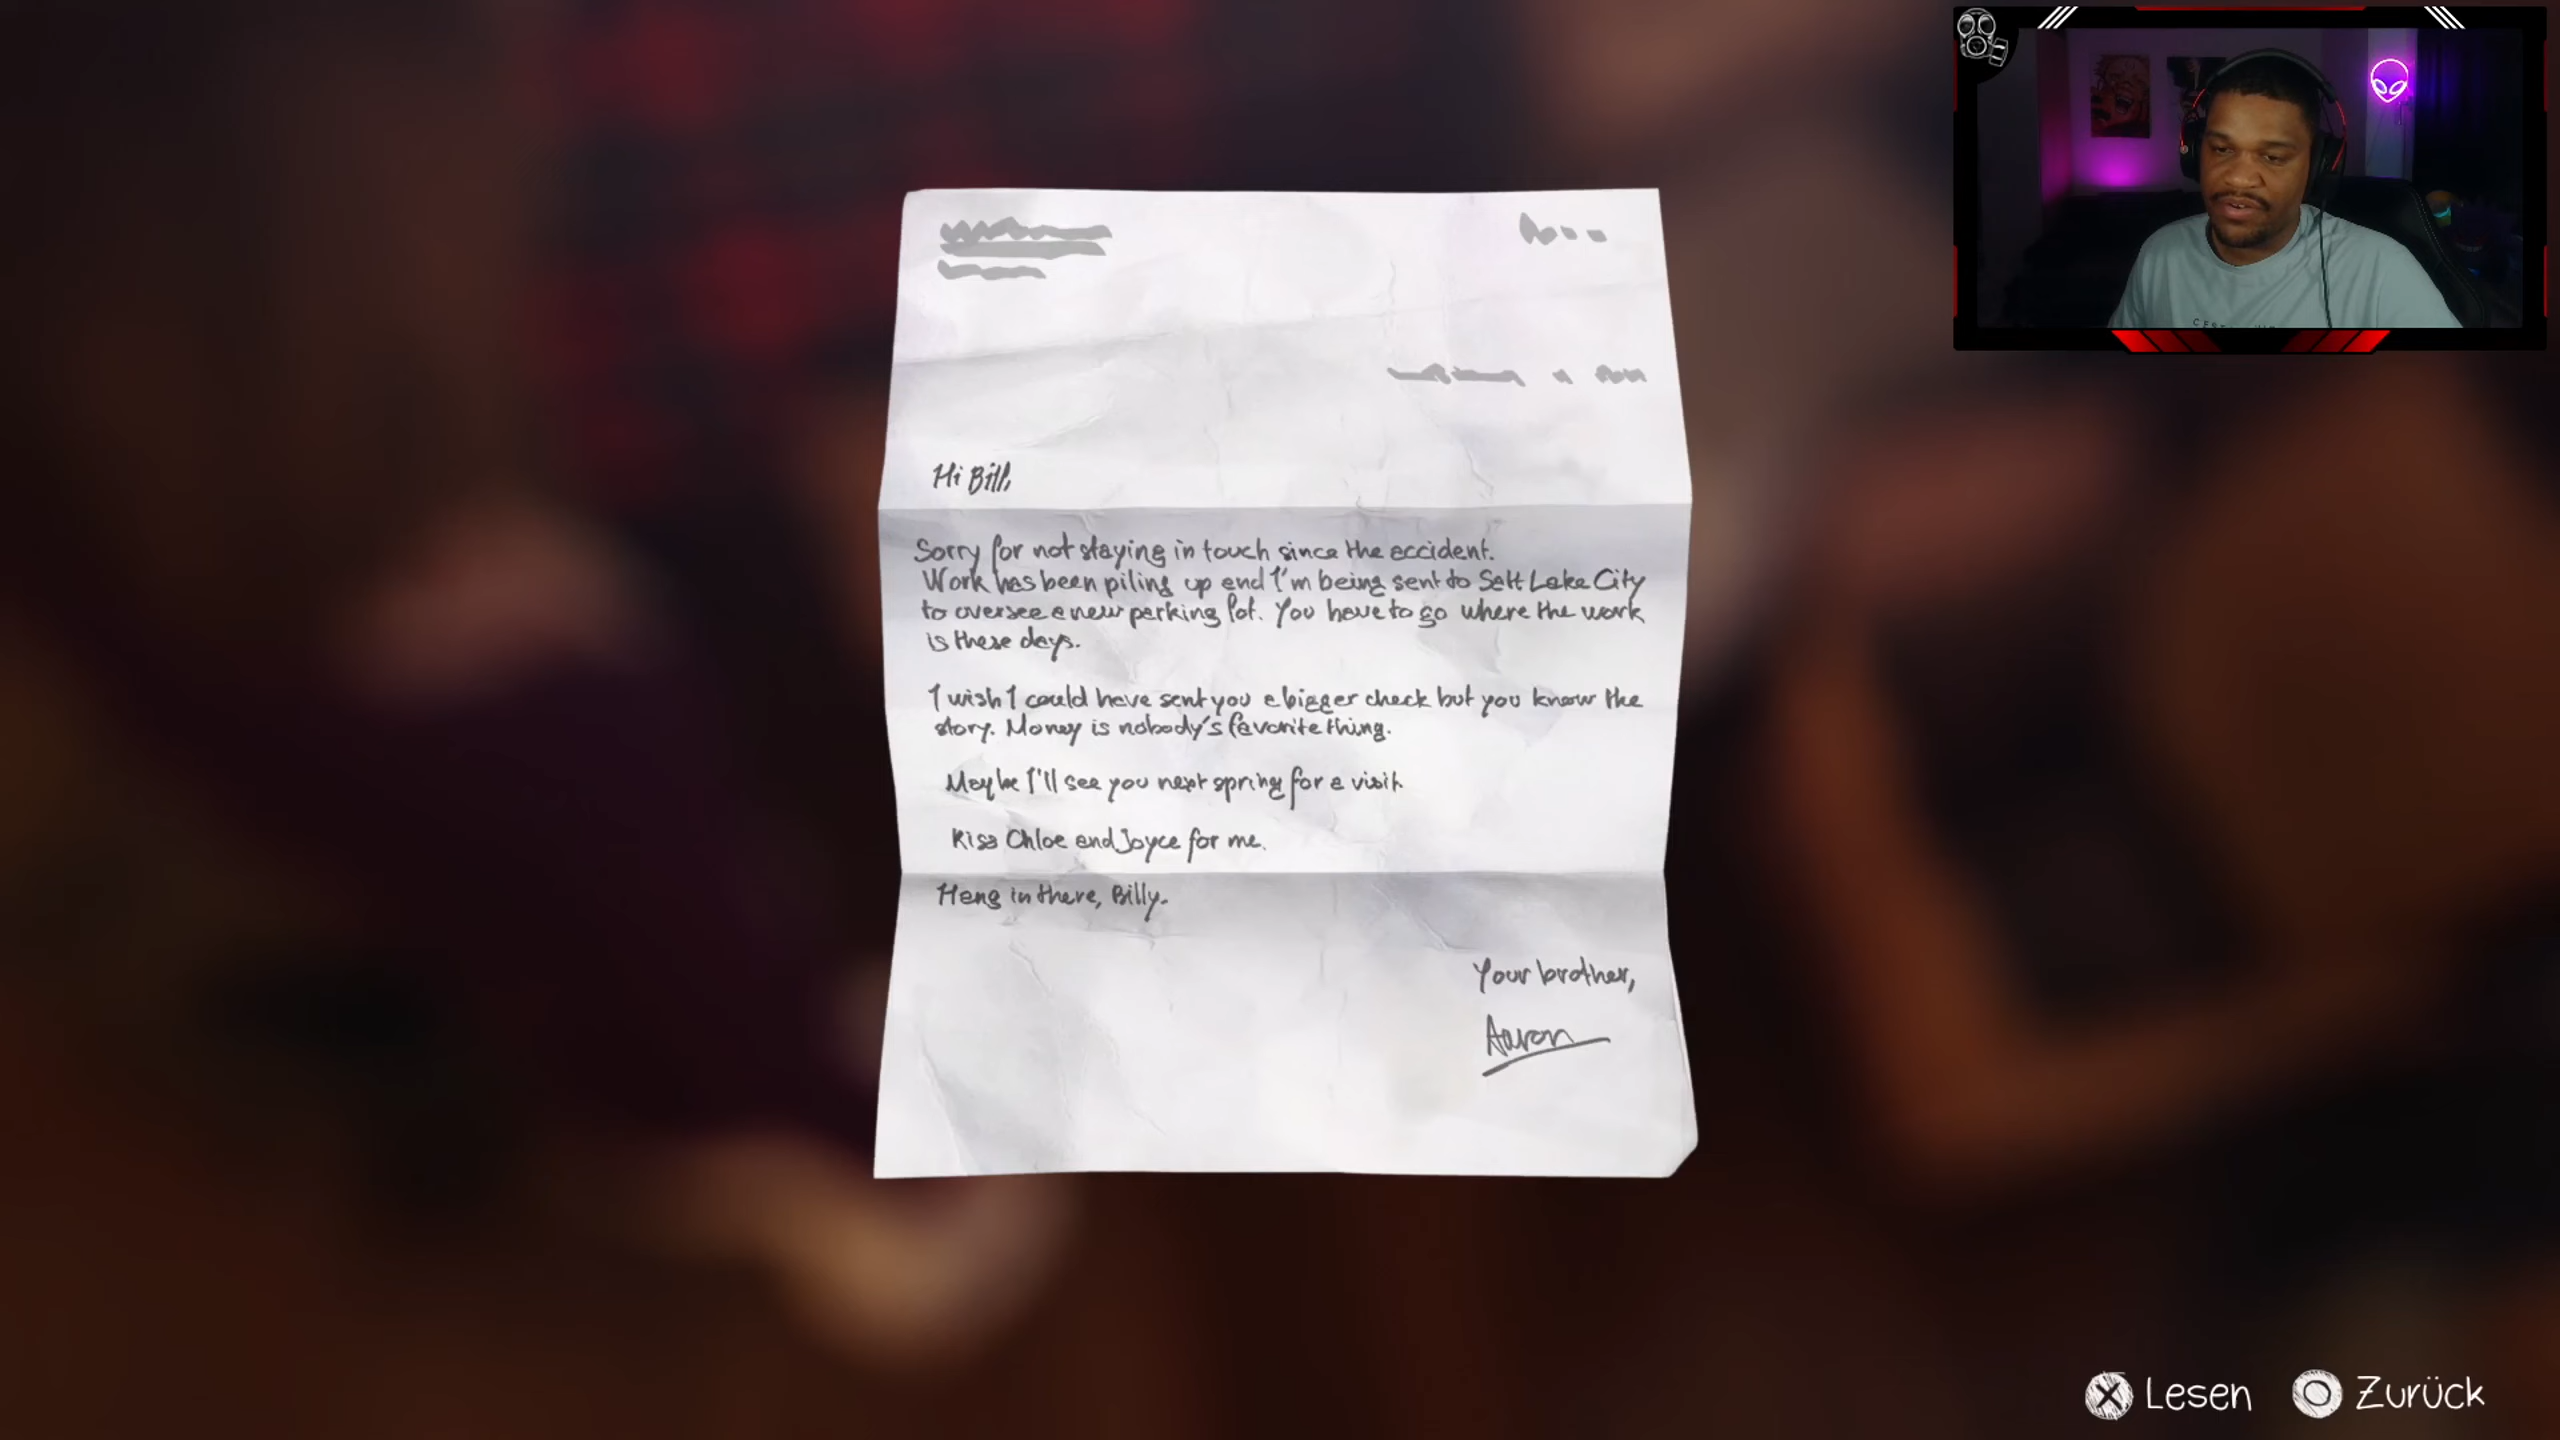 Hi Bill,
Sorry for not staying in touch since the accident.
Work has been piling up and I'm being sent to Salt Lake City
to oversee a new parking lot. You have to go where the work
is these days.
I wish I could have sent you a bigger check but you know the
story. Money is nobody's favorite thing.
Maybe I'll see you next spring for a visit.
Kiss Chloe and Joyce for me.
Hang in there, Billy.
Your brother,
Aaron
Lesen
Zurück